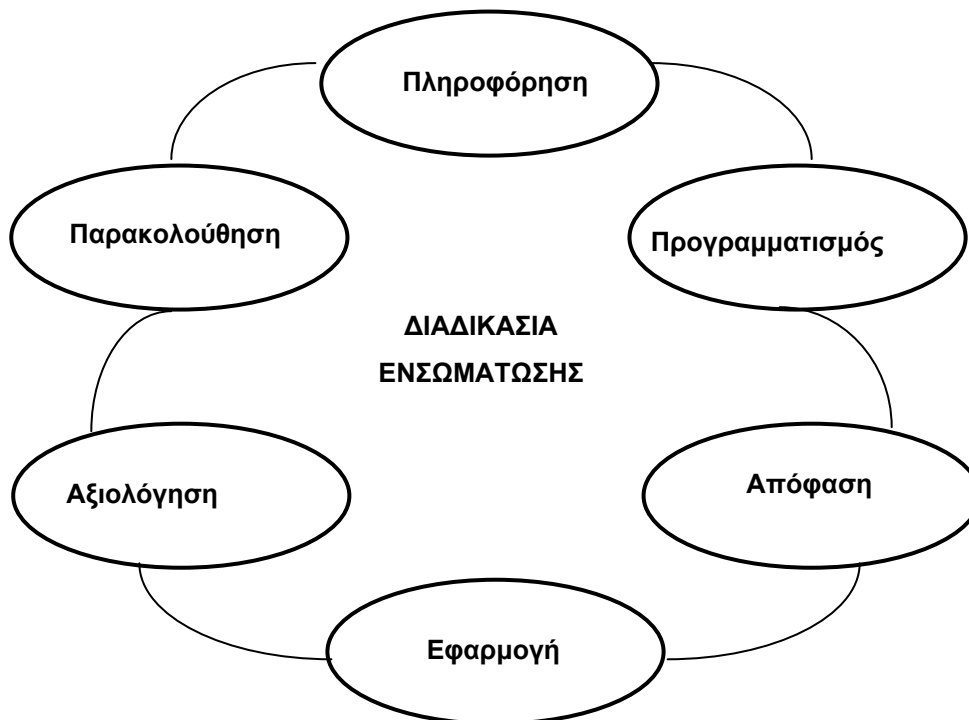 Πληροφόρηση
Παρακολούθηση
Προγραμματισμός
ΔΙΑΔΙΚΑΣΙΑ
ΕΝΣΩΜΑΤΩΣΗΣ
Αξιολόγηση
Απόφαση
Εφαρμογή